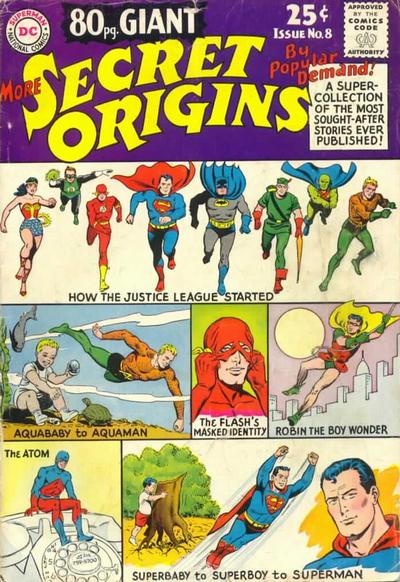 SUPERMAN
DC
NATIONAL COMICS
80pg. GIANT
25¢
ISSUE No. 8
APPROVED
BY THE
COMICS
CODE
AUTHORITY
MORE SECRET
ORIGINS
By
Popular
Demand!
A SUPER-
COLLECTION
OF THE MOST
SOUGHT-AFTER
STORIES EVER
PUBLISHED!
HOW THE JUSTICE LEAGUE STARTED
AQUABABY to AQUAMAN
The FLASH'S
MASKED IDENTITY
ROBIN THE BOY WONDER
THE ATOM
SUPERBABY to SUPERBOY to SUPERMAN